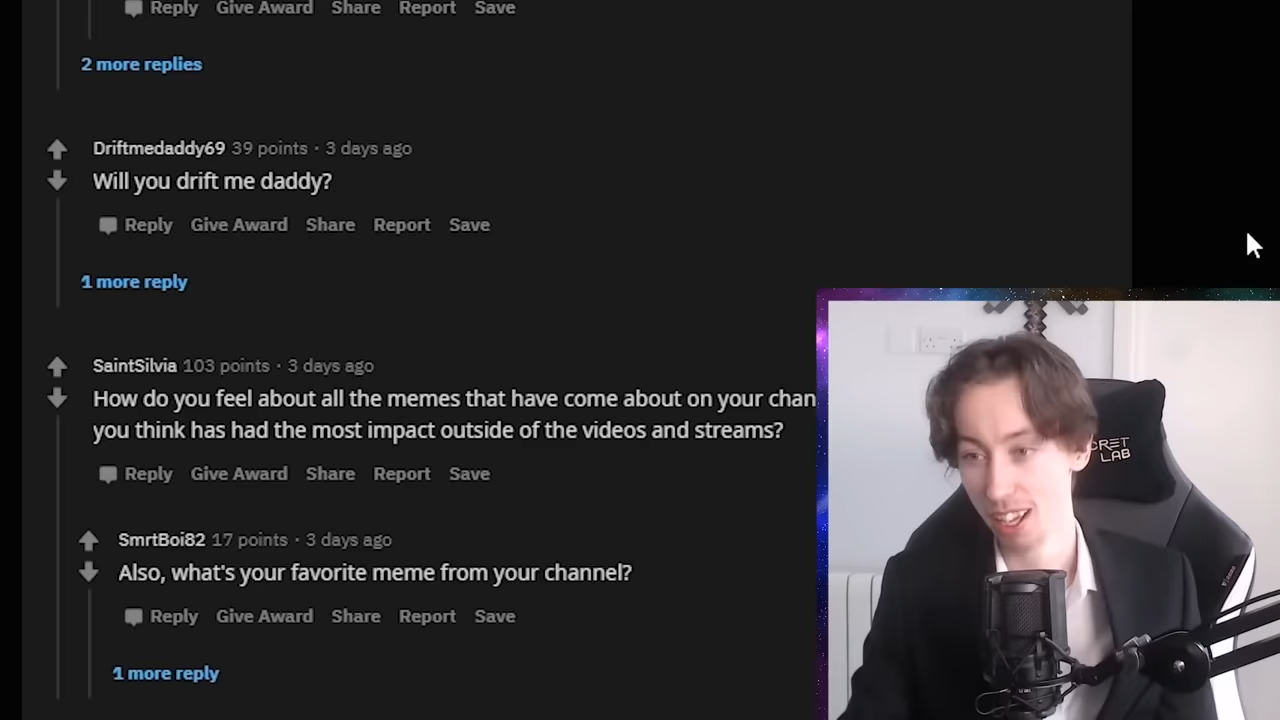 Reply Give Award Share Report Save
2 more replies
Driftmedaddy69 39 points · 3 days ago
Will you drift me daddy?
Reply Give Award Share Report Save
1 more reply
SaintSilvia 103 points · 3 days ago
How do you feel about all the memes that have come about on your chan
you think has had the most impact outside of the videos and streams?
Reply Give Award Share Report Save
SmrtBoi82 17 points · 3 days ago
Also, what's your favorite meme from your channel?
Reply Give Award Share Report Save
1 more reply
CRET
LAB